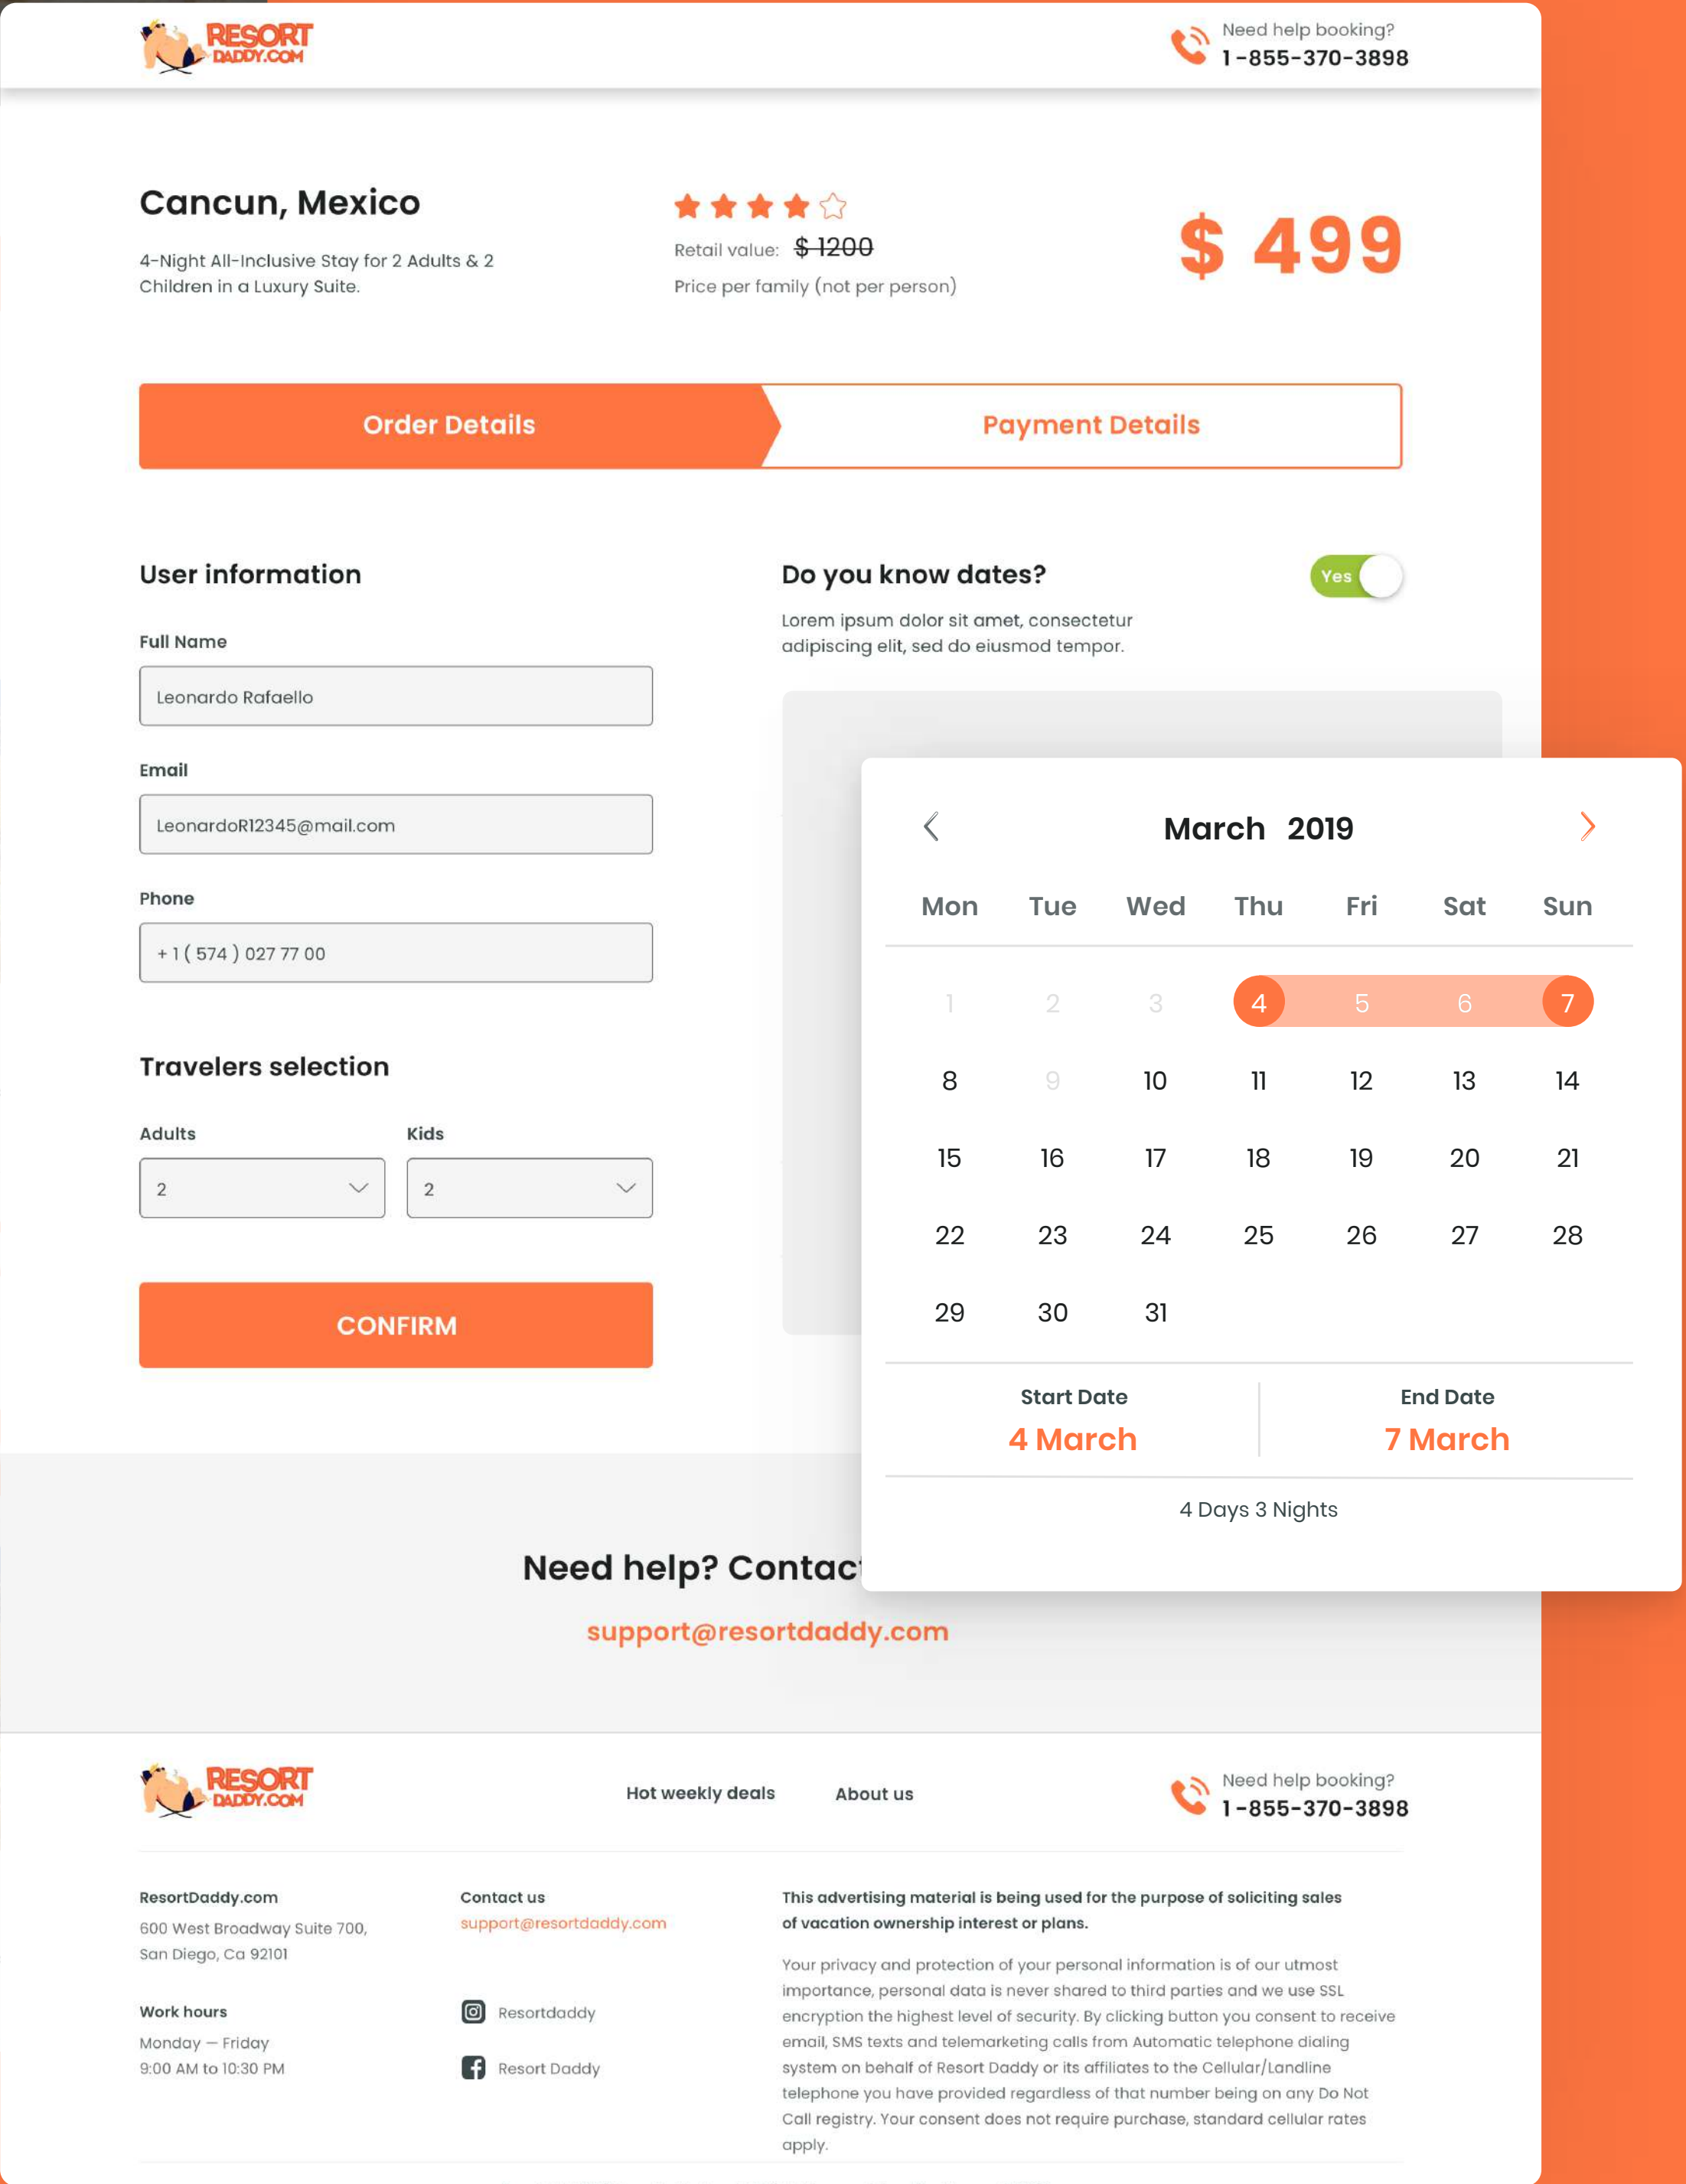 RESORT
DADDY.COM
Need help booking?
1-855-370-3898
Cancun, Mexico
4-Night All-Inclusive Stay for 2 Adults & 2
Children in a Luxury Suite.
Retail value: $ 1200
Price per family (not per person)
$ 499
Order Details
Payment Details
User information
Full Name
Leonardo Rafaello
Email
LeonardoR12345@mail.com
Phone
+ 1 ( 574 ) 027 77 00
Travelers selection
Adults Kids
2 2
CONFIRM
Do you know dates?
Yes
Lorem ipsum dolor sit amet, consectetur
adipiscing elit, sed do eiusmod tempor.
March 2019
Mon Tue Wed Thu Fri Sat Sun
1 2 3 4 5 6 7
8 9 10 11 12 13 14
15 16 17 18 19 20 21
22 23 24 25 26 27 28
29 30 31
Start Date End Date
4 March 7 March
4 Days 3 Nights
Need help? Contac
support@resortdaddy.com
RESORT
DADDY.COM
Hot weekly deals
About us
Need help booking?
1-855-370-3898
ResortDaddy.com
600 West Broadway Suite 700,
San Diego, Ca 92101
Work hours
Monday – Friday
9:00 AM to 10:30 PM
Contact us
support@resortdaddy.com
Resortdaddy
Resort Daddy
This advertising material is being used for the purpose of soliciting sales
of vacation ownership interest or plans.
Your privacy and protection of your personal information is of our utmost
importance, personal data is never shared to third parties and we use SSL
encryption the highest level of security. By clicking button you consent to receive
email, SMS texts and telemarketing calls from Automatic telephone dialing
system on behalf of Resort Daddy or its affiliates to the Cellular/Landline
telephone you have provided regardless of that number being on any Do Not
Call registry. Your consent does not require purchase, standard cellular rates
apply.